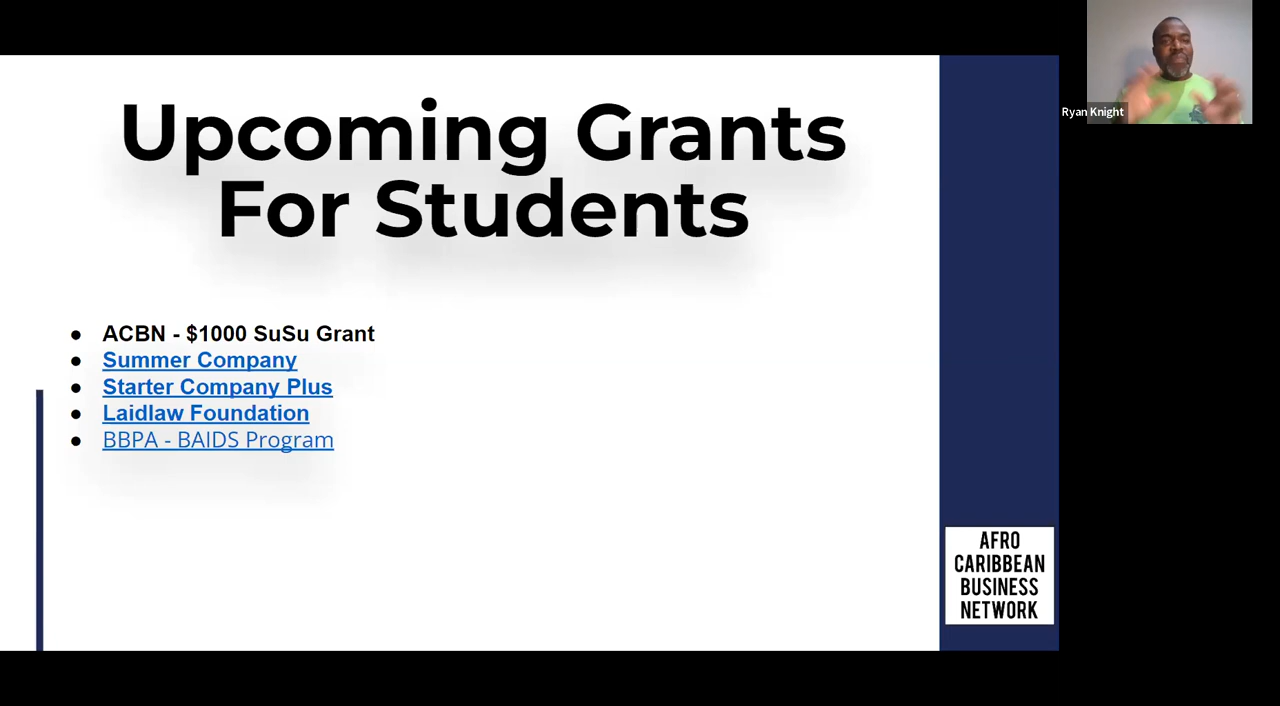 Upcoming Grants
For Students
● ACBN - $1000 SuSu Grant
● Summer Company
● Starter Company Plus
● Laidlaw Foundation
● BBPA - BAIDS Program
AFRO
CARIBBEAN
BUSINESS
NETWORK
Ryan Knight